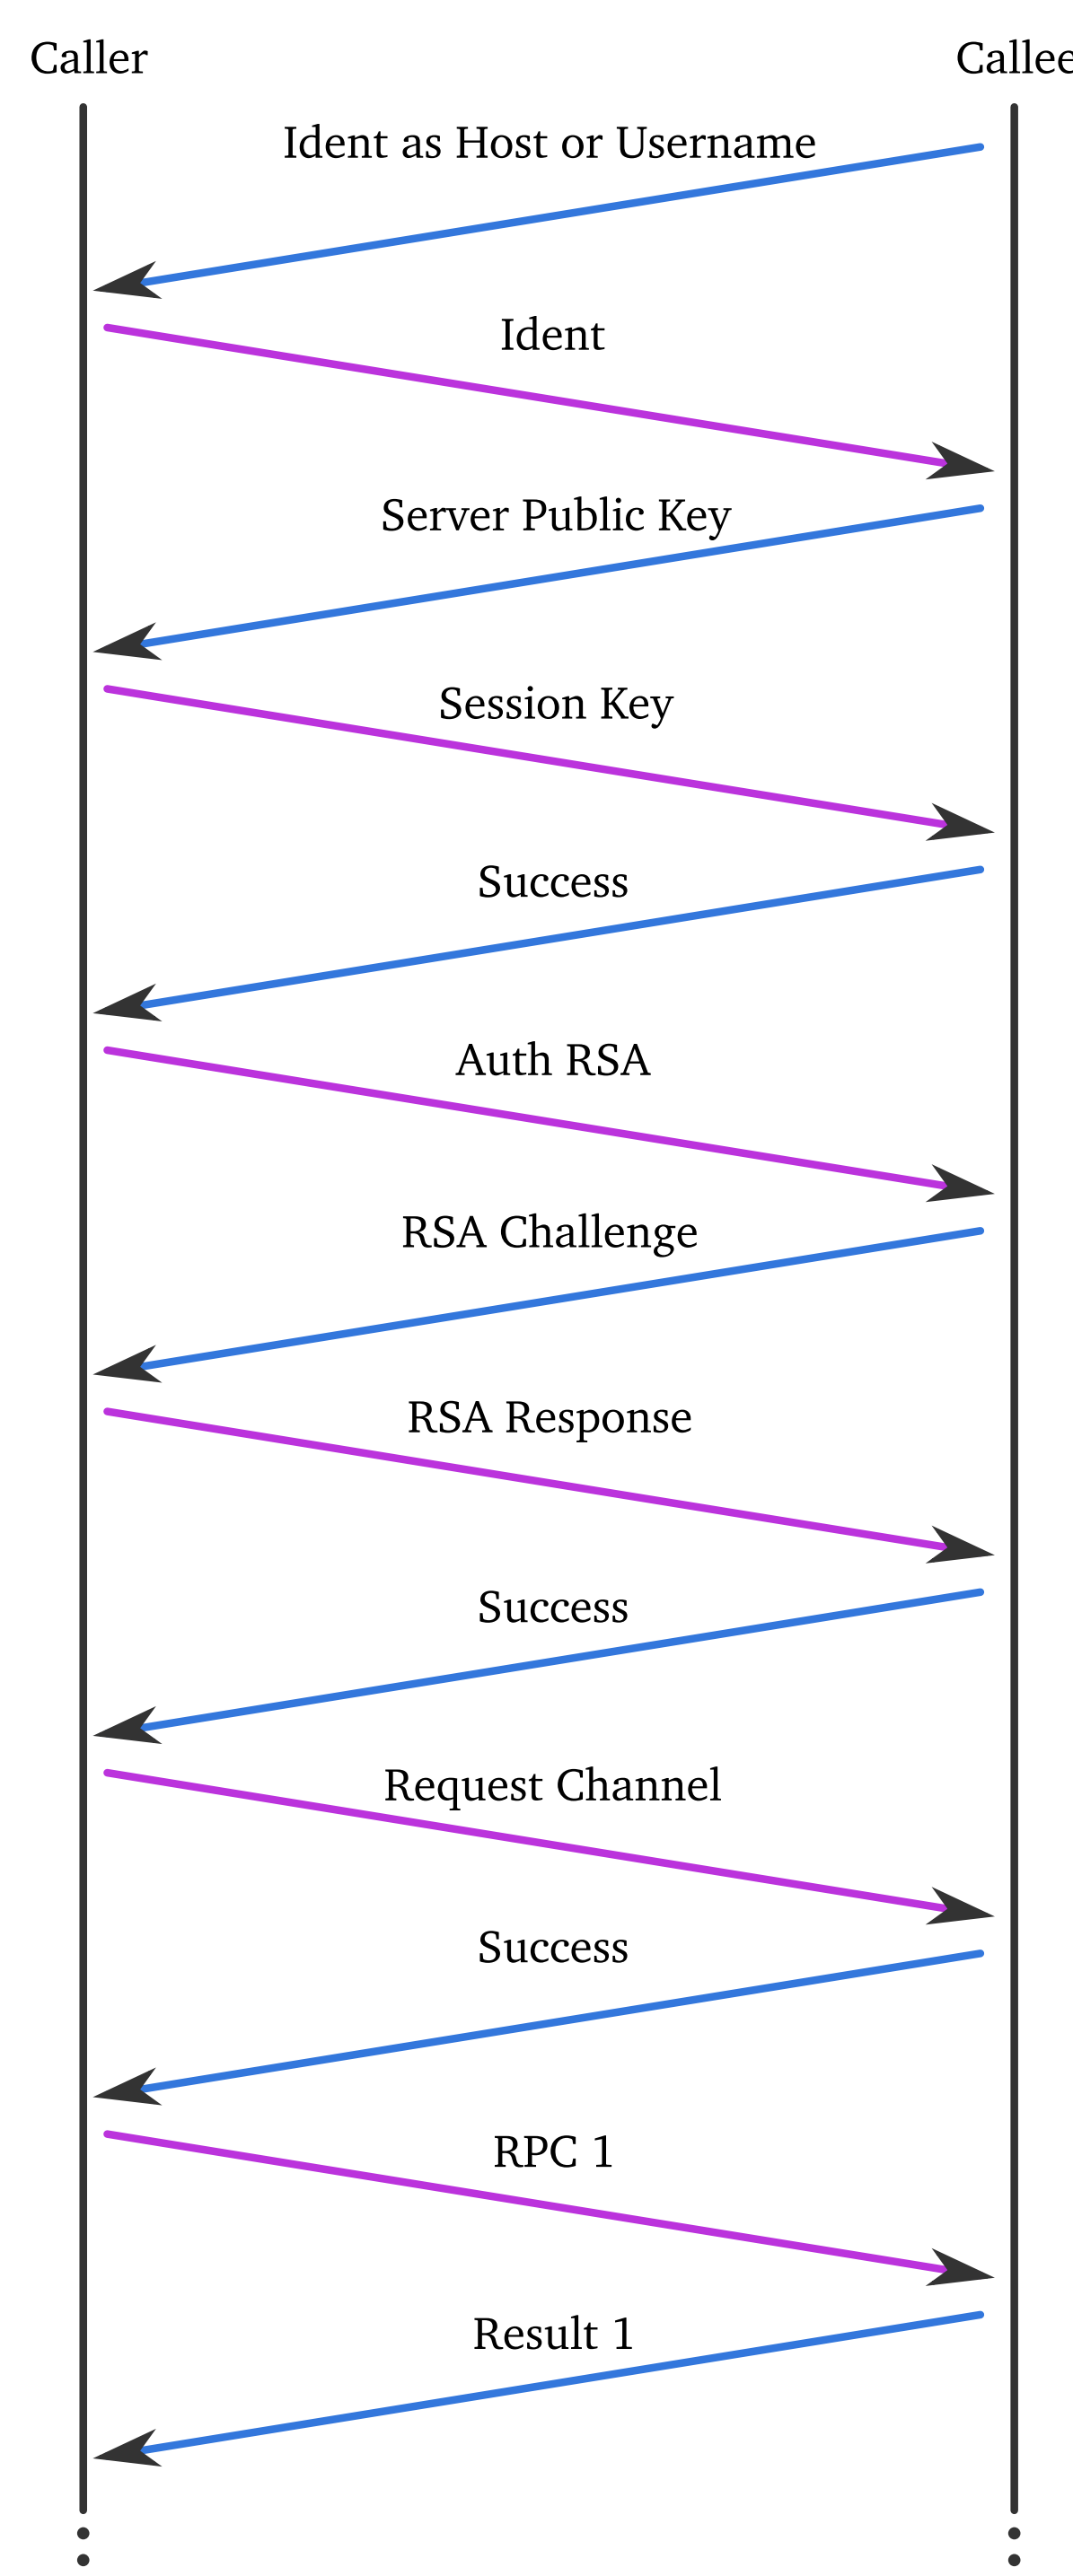 Caller
Callee
Ident as Host or Username
Ident
Server Public Key
Session Key
Success
Auth RSA
RSA Challenge
RSA Response
Success
Request Channel
Success
RPC 1
Result 1